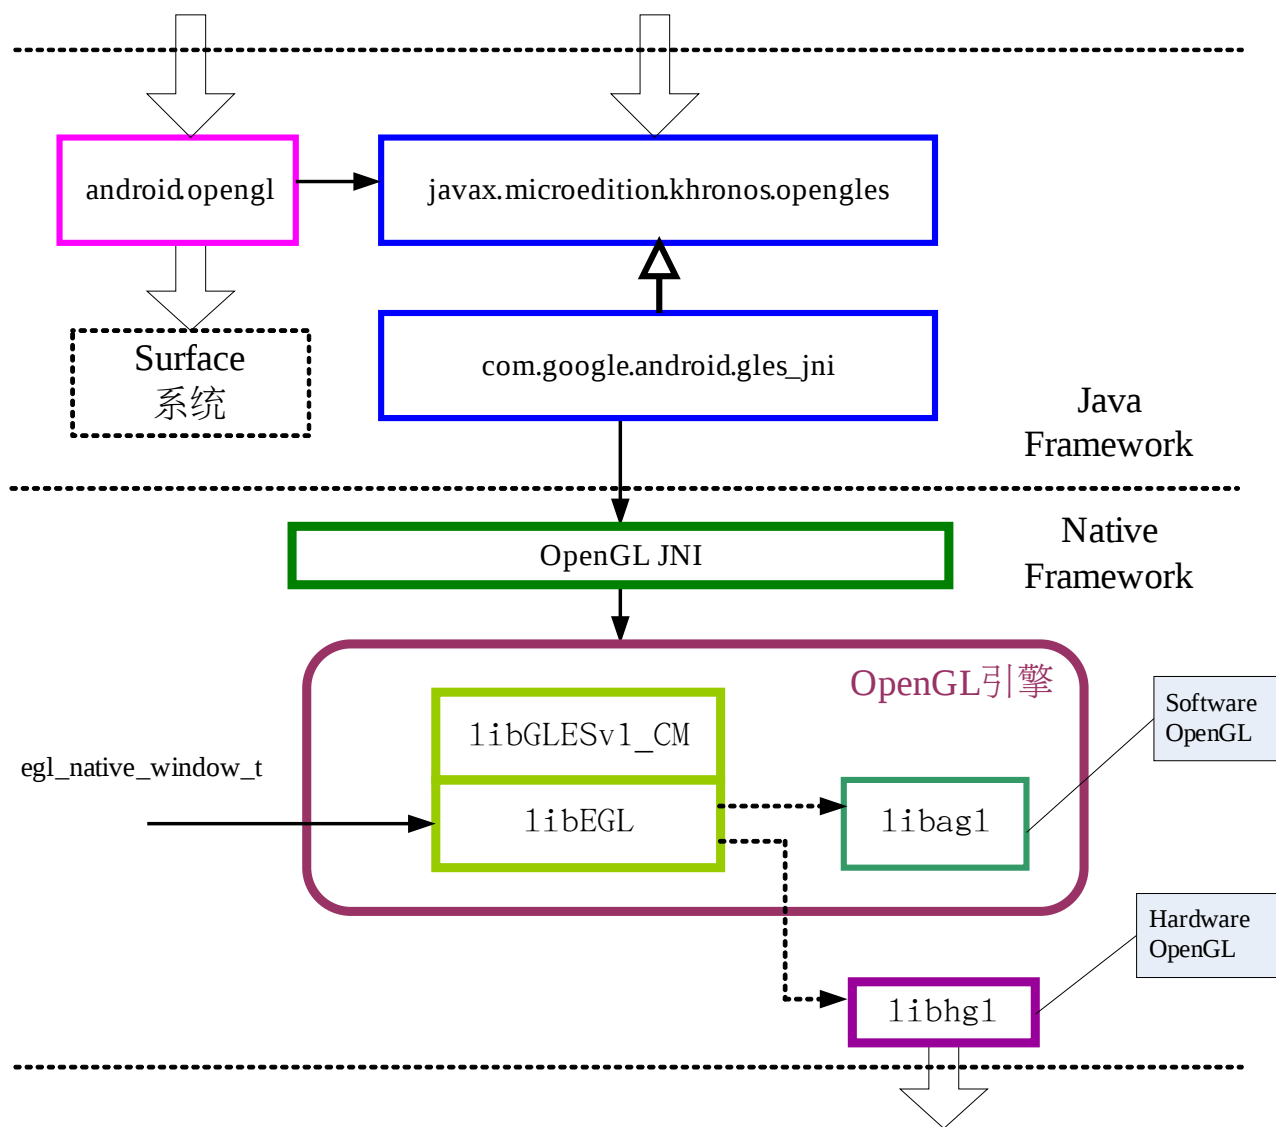 android.opengl
javax.microedition.khronos.opengles
Surface
系统
com.google.android.gles_jni
Java
Framework
OpenGL JNI
Native
Framework
OpenGL引擎
libGLESv1_CM
egl_native_window_t
libEGL
libagl
Software
OpenGL
Hardware
OpenGL
libhgl